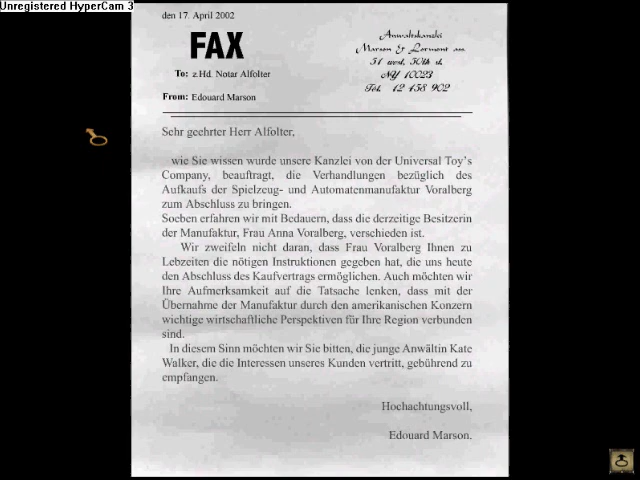 Unregistered HyperCam 3
den 17. April 2002
FAX
Anwaltskanzlei
Marson & Lormont
51 west, 50th st.
NY 10023
Tél. 12 458 902
To: z.Hd. Notar Alfolter
From: Edouard Marson
Sehr geehrter Herr Alfolter,
wie Sie wissen wurde unsere Kanzlei von der Universal Toy's
Company, beauftragt, die Verhandlungen bezüglich des
Aufkaufs der Spielzeug- und Automatenmanufaktur Voralberg
zum Abschluss zu bringen.
Soeben erfahren wir mit Bedauern, dass die derzeitige Besitzerin
der Manufaktur, Frau Anna Voralberg, verschieden ist.
Wir zweifeln nicht daran, dass Frau Voralberg Ihnen zu
Lebzeiten die nötigen Instruktionen gegeben hat, die uns heute
den Abschluss des Kaufvertrags ermöglichen. Auch möchten wir
Ihre Aufmerksamkeit auf die Tatsache lenken, dass mit der
Übernahme der Manufaktur durch den amerikanischen Konzern
wichtige wirtschaftliche Perspektiven für Ihre Region verbunden
sind.
In diesem Sinn möchten wir Sie bitten, die junge Anwältin Kate
Walker, die die Interessen unseres Kunden vertritt, gebührend zu
empfangen.
Hochachtungsvoll,
Edouard Marson.